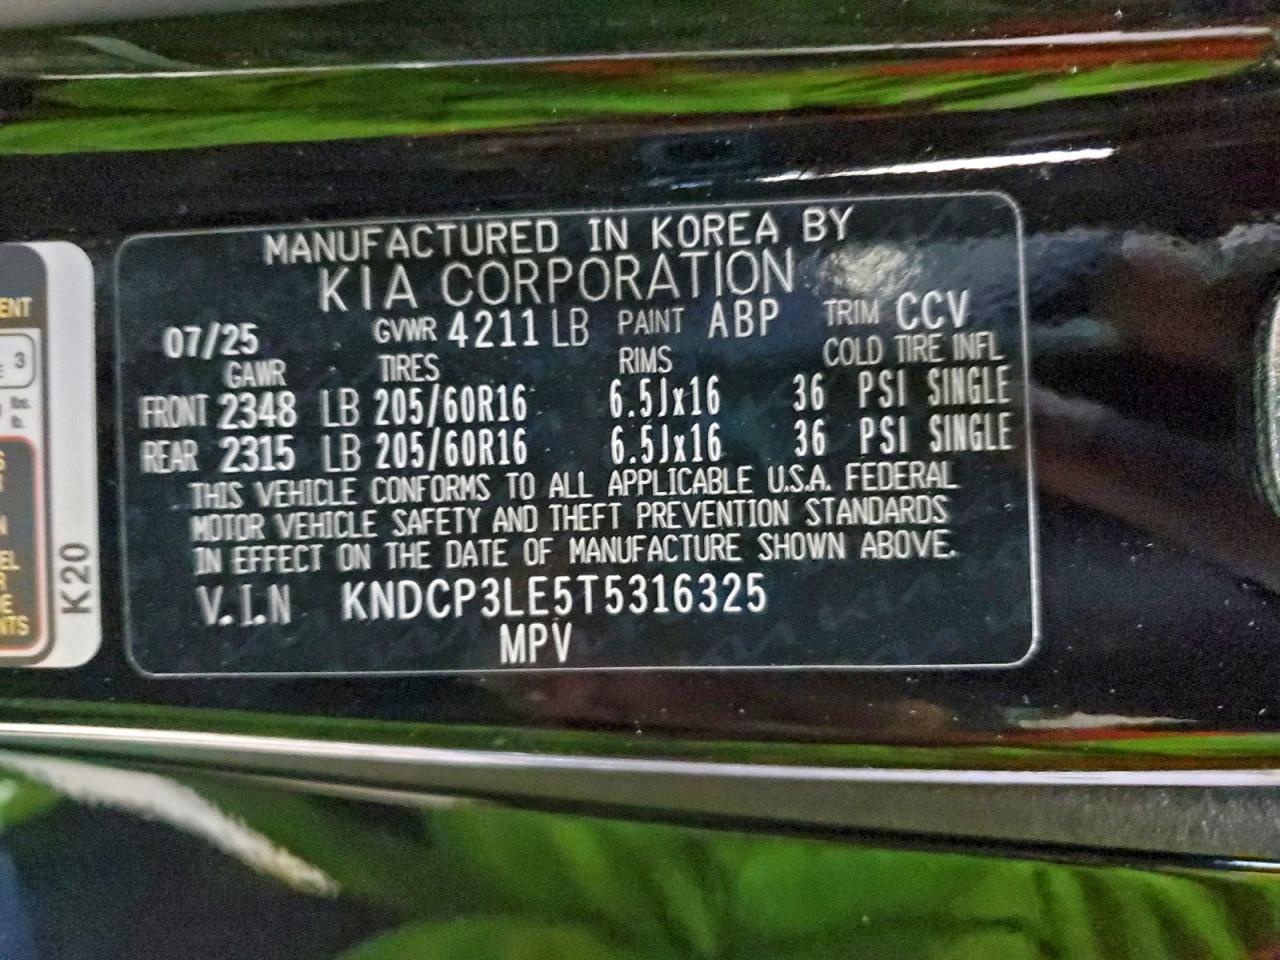 MANUFACTURED IN KOREA BY
KIA CORPORATION
07/25 GVWR 4211 LB PAINT ABP TRIM CCV
GAWR TIRES RIMS COLD TIRE INFL
FRONT 2348 LB 205/60R16 6.5Jx16 36 PSI SINGLE
REAR 2315 LB 205/60R16 6.5Jx16 36 PSI SINGLE
THIS VEHICLE CONFORMS TO ALL APPLICABLE U.S.A. FEDERAL
MOTOR VEHICLE SAFETY AND THEFT PREVENTION STANDARDS
IN EFFECT ON THE DATE OF MANUFACTURE SHOWN ABOVE.
V.I.N KNDCP3LE5T5316325
MPV
3
lbs.
lb.
K20